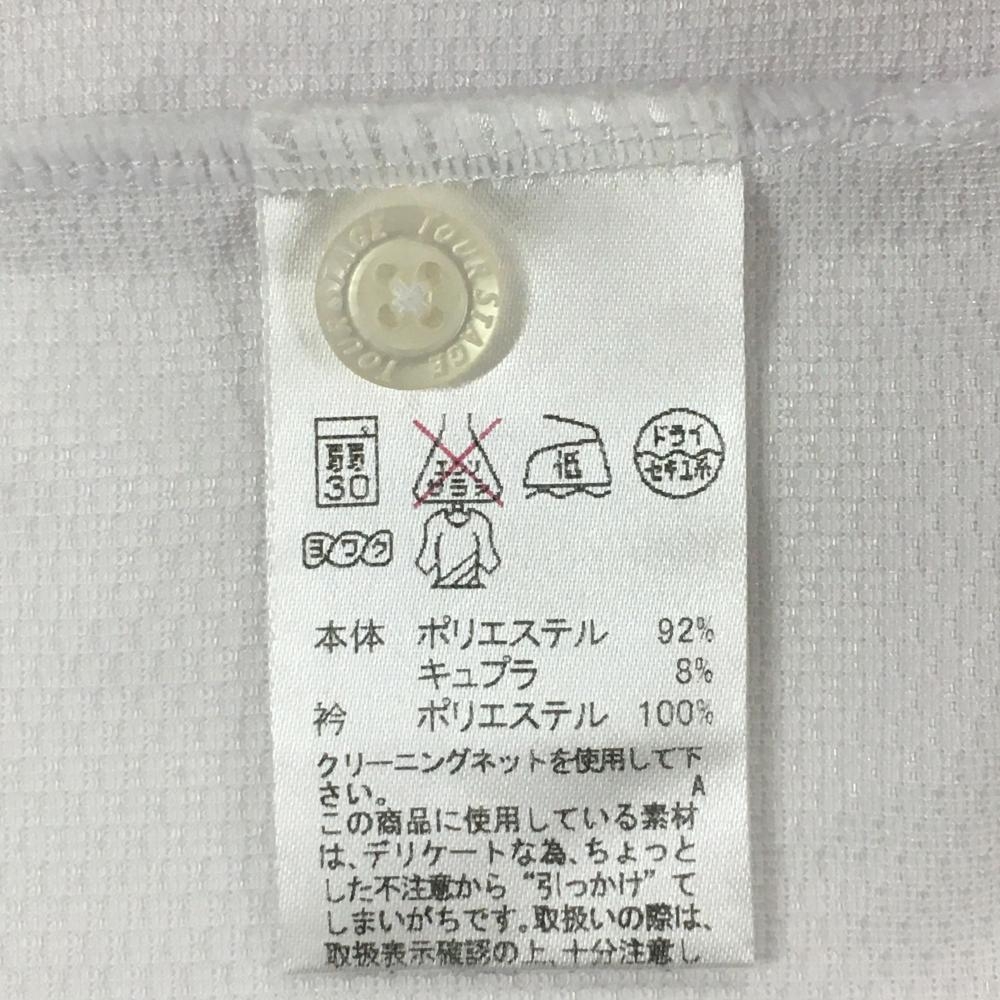 TOUR STAGE TOUR STAGE
弱
30
エンソ
サラシ
低
ドライ
セキユ系
ヨワク
本体 ポリエステル 92%
キュプラ 8%
衿 ポリエステル 100%
クリーニングネットを使用して下
さい。 A
この商品に使用している素材
は、デリケートな為、ちょっと
した不注意から“引っかけ”て
しまいがちです。取扱いの際は、
取扱表示確認の上、十分注意し